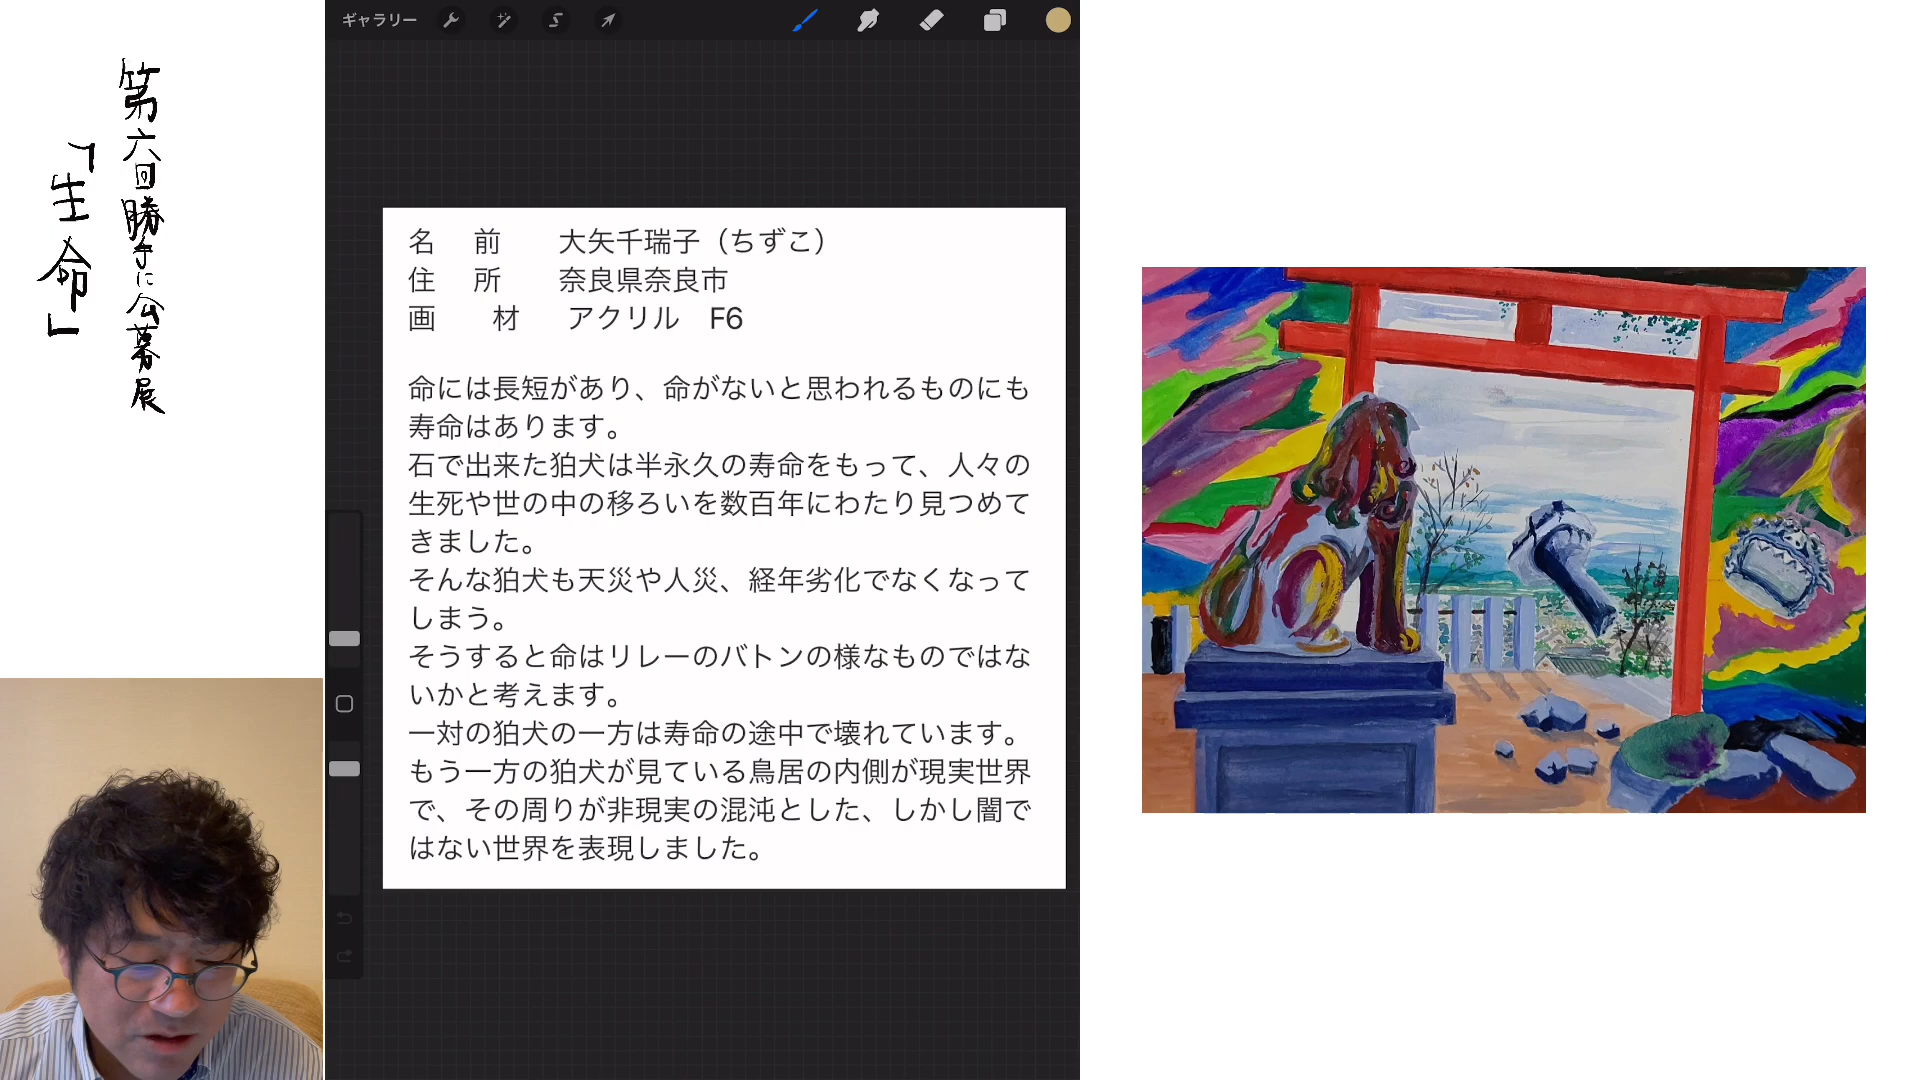 第六回勝手に公募展
「生命」
ギャラリー
名 前 大矢千瑞子（ちずこ）
住 所 奈良県奈良市
画 材 アクリル F6
命には長短があり、命がないと思われるものにも
寿命はあります。
石で出来た狛犬は半永久の寿命をもって、人々の
生死や世の中の移ろいを数百年にわたり見つめて
きました。
そんな狛犬も天災や人災、経年劣化でなくなって
しまう。
そうすると命はリレーのバトンの様なものではな
いかと考えます。
一対の狛犬の一方は寿命の途中で壊れています。
もう一方の狛犬が見ている鳥居の内側が現実世界
で、その周りが非現実の混沌とした、しかし闇で
はない世界を表現しました。